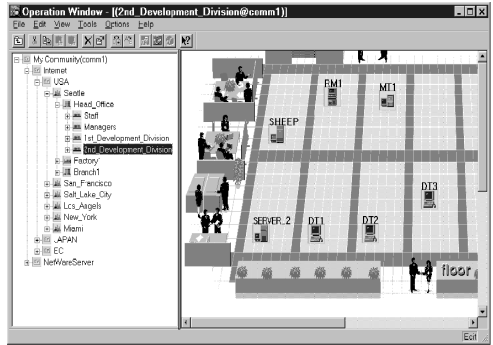 Operation Window - [(2nd_Development_Division@comm1)]
File Edit View Tools Options Help
My Community(comm1)
Internet
USA
Seatle
Head_Office
Staff
Managers
1st_Development_Division
2nd_Development_Division
Factory
Branch1
San_Francisco
Salt_Lake_City
Los_Angels
New_York
Miami
JAPAN
EC
NetWareServer
RM1
MT1
SHEEP
DT3
SERVER_2
DT1
DT2
floor
Ecit